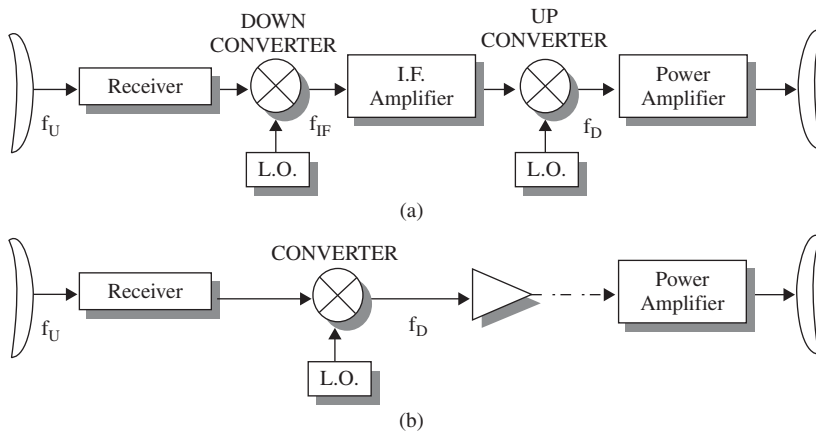 DOWN
CONVERTER
UP
CONVERTER
Receiver
I.F.
Amplifier
Power
Amplifier
f_U
f_IF
f_D
L.O.
L.O.
(a)
CONVERTER
Receiver
Power
Amplifier
f_U
f_D
L.O.
(b)